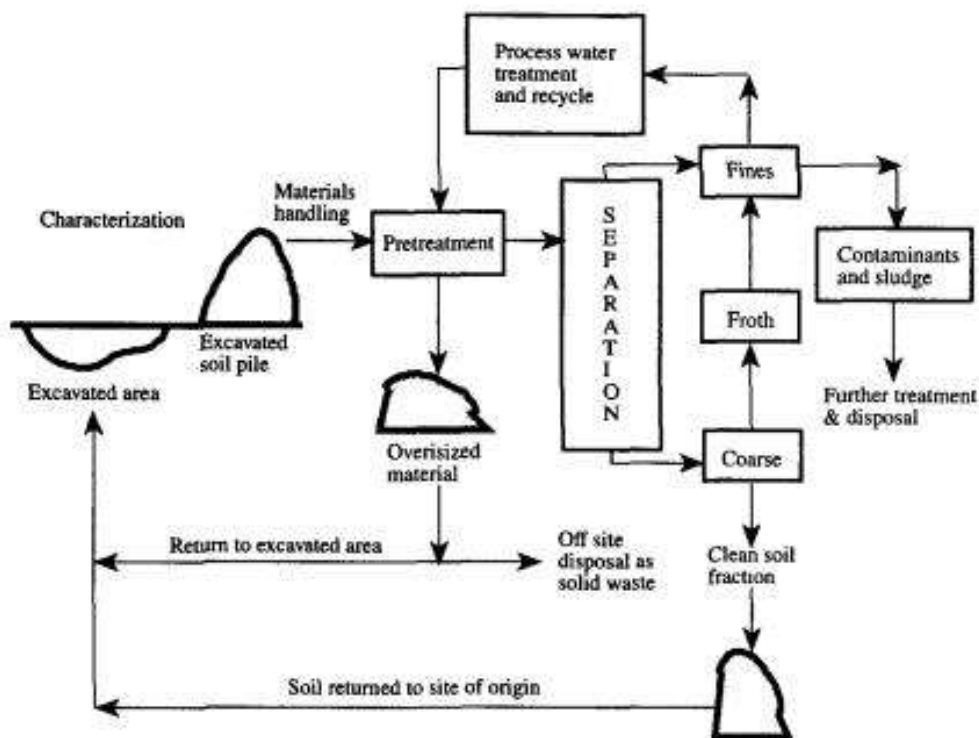 Process water
treatment
and recycle
Fines
Materials
handling
Characterization
Pretreatment
SEPARATION
Contaminants
and sludge
Froth
Excavated
soil pile
Excavated area
Further treatment
& disposal
Overisized
material
Coarse
Return to excavated area
Off site
disposal as
solid waste
Clean soil
fraction
Soil returned to site of origin